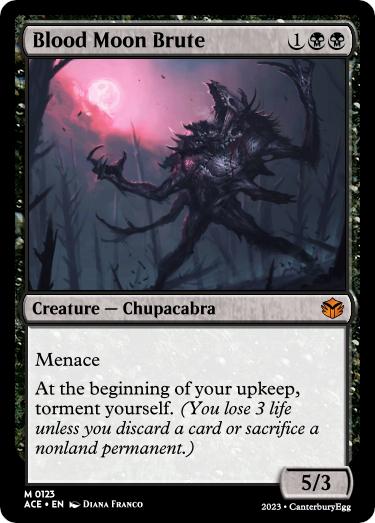 Blood Moon Brute 1
Creature — Chupacabra
Menace
At the beginning of your upkeep,
torment yourself. (You lose 3 life
unless you discard a card or sacrifice a
nonland permanent.)
5/3
M 0123
ACE • EN Diana Franco
2023 • CanterburyEgg